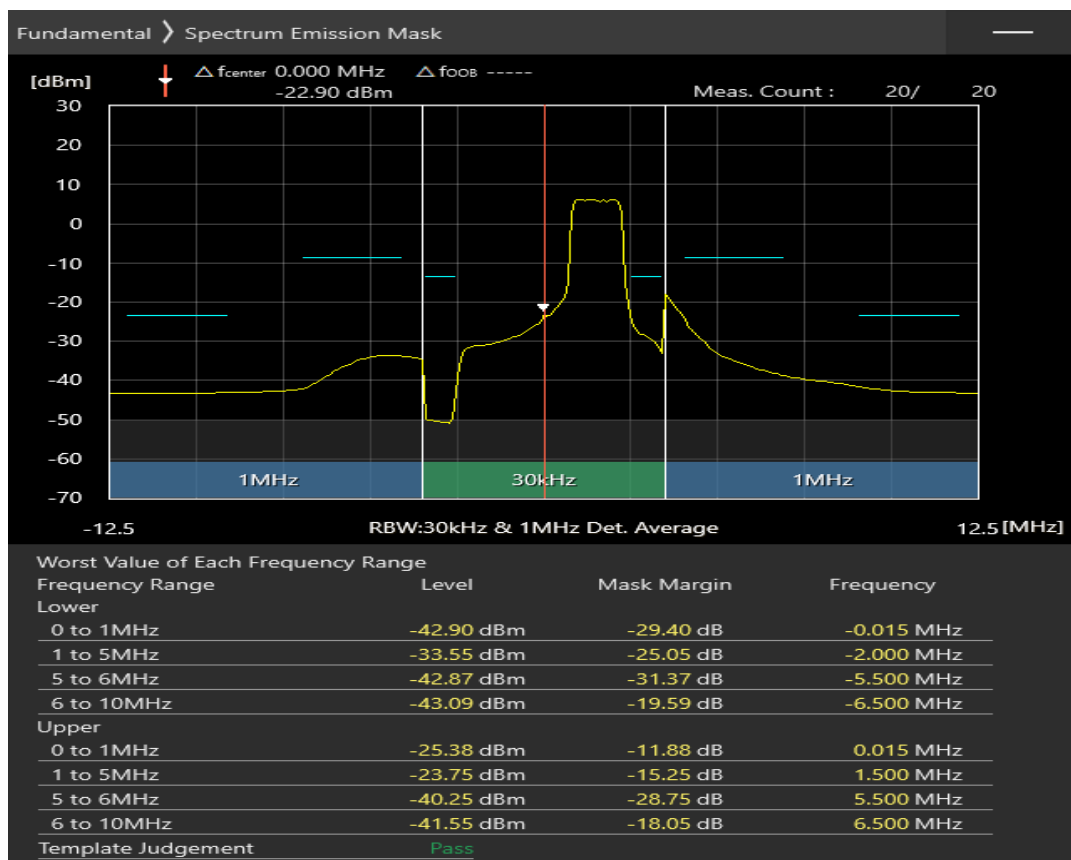 Fundamental ❯ Spectrum Emission Mask
[dBm] △ fcenter 0.000 MHz △ fOOB -----
-22.90 dBm Meas. Count : 20/ 20
30
20
10
0
-10
-20
-30
-40
-50
-60
-70
1MHz 30kHz 1MHz
-12.5 RBW:30kHz & 1MHz Det. Average 12.5 [MHz]
Worst Value of Each Frequency Range
Frequency Range Level Mask Margin Frequency
Lower
0 to 1MHz -42.90 dBm -29.40 dB -0.015 MHz
1 to 5MHz -33.55 dBm -25.05 dB -2.000 MHz
5 to 6MHz -42.87 dBm -31.37 dB -5.500 MHz
6 to 10MHz -43.09 dBm -19.59 dB -6.500 MHz
Upper
0 to 1MHz -25.38 dBm -11.88 dB 0.015 MHz
1 to 5MHz -23.75 dBm -15.25 dB 1.500 MHz
5 to 6MHz -40.25 dBm -28.75 dB 5.500 MHz
6 to 10MHz -41.55 dBm -18.05 dB 6.500 MHz
Template Judgement Pass